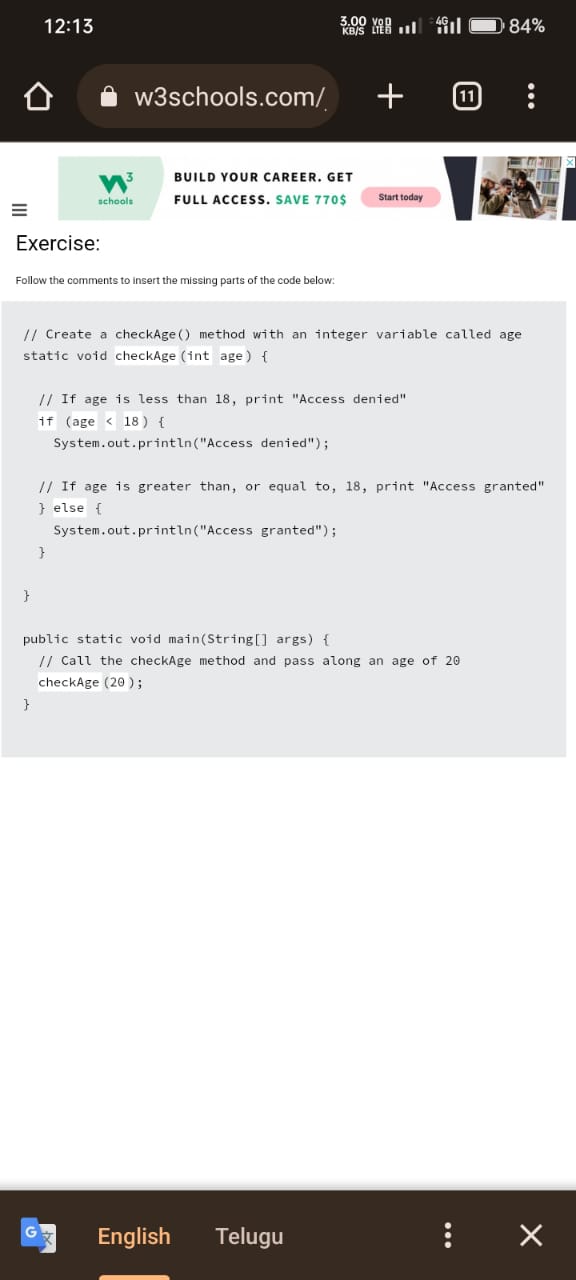 12:13
3.00 KB/S VoD LTE 4G 84%
w3schools.com/
11
W3 schools
BUILD YOUR CAREER. GET
FULL ACCESS. SAVE 770$
Start today
Exercise:
Follow the comments to insert the missing parts of the code below:
// Create a checkAge() method with an integer variable called age
static void checkAge (int age) {
// If age is less than 18, print "Access denied"
if (age < 18) {
System.out.println("Access denied");
// If age is greater than, or equal to, 18, print "Access granted"
} else {
System.out.println("Access granted");
}
}
public static void main(String[] args) {
// Call the checkAge method and pass along an age of 20
checkAge (20);
}
G 文 English Telugu